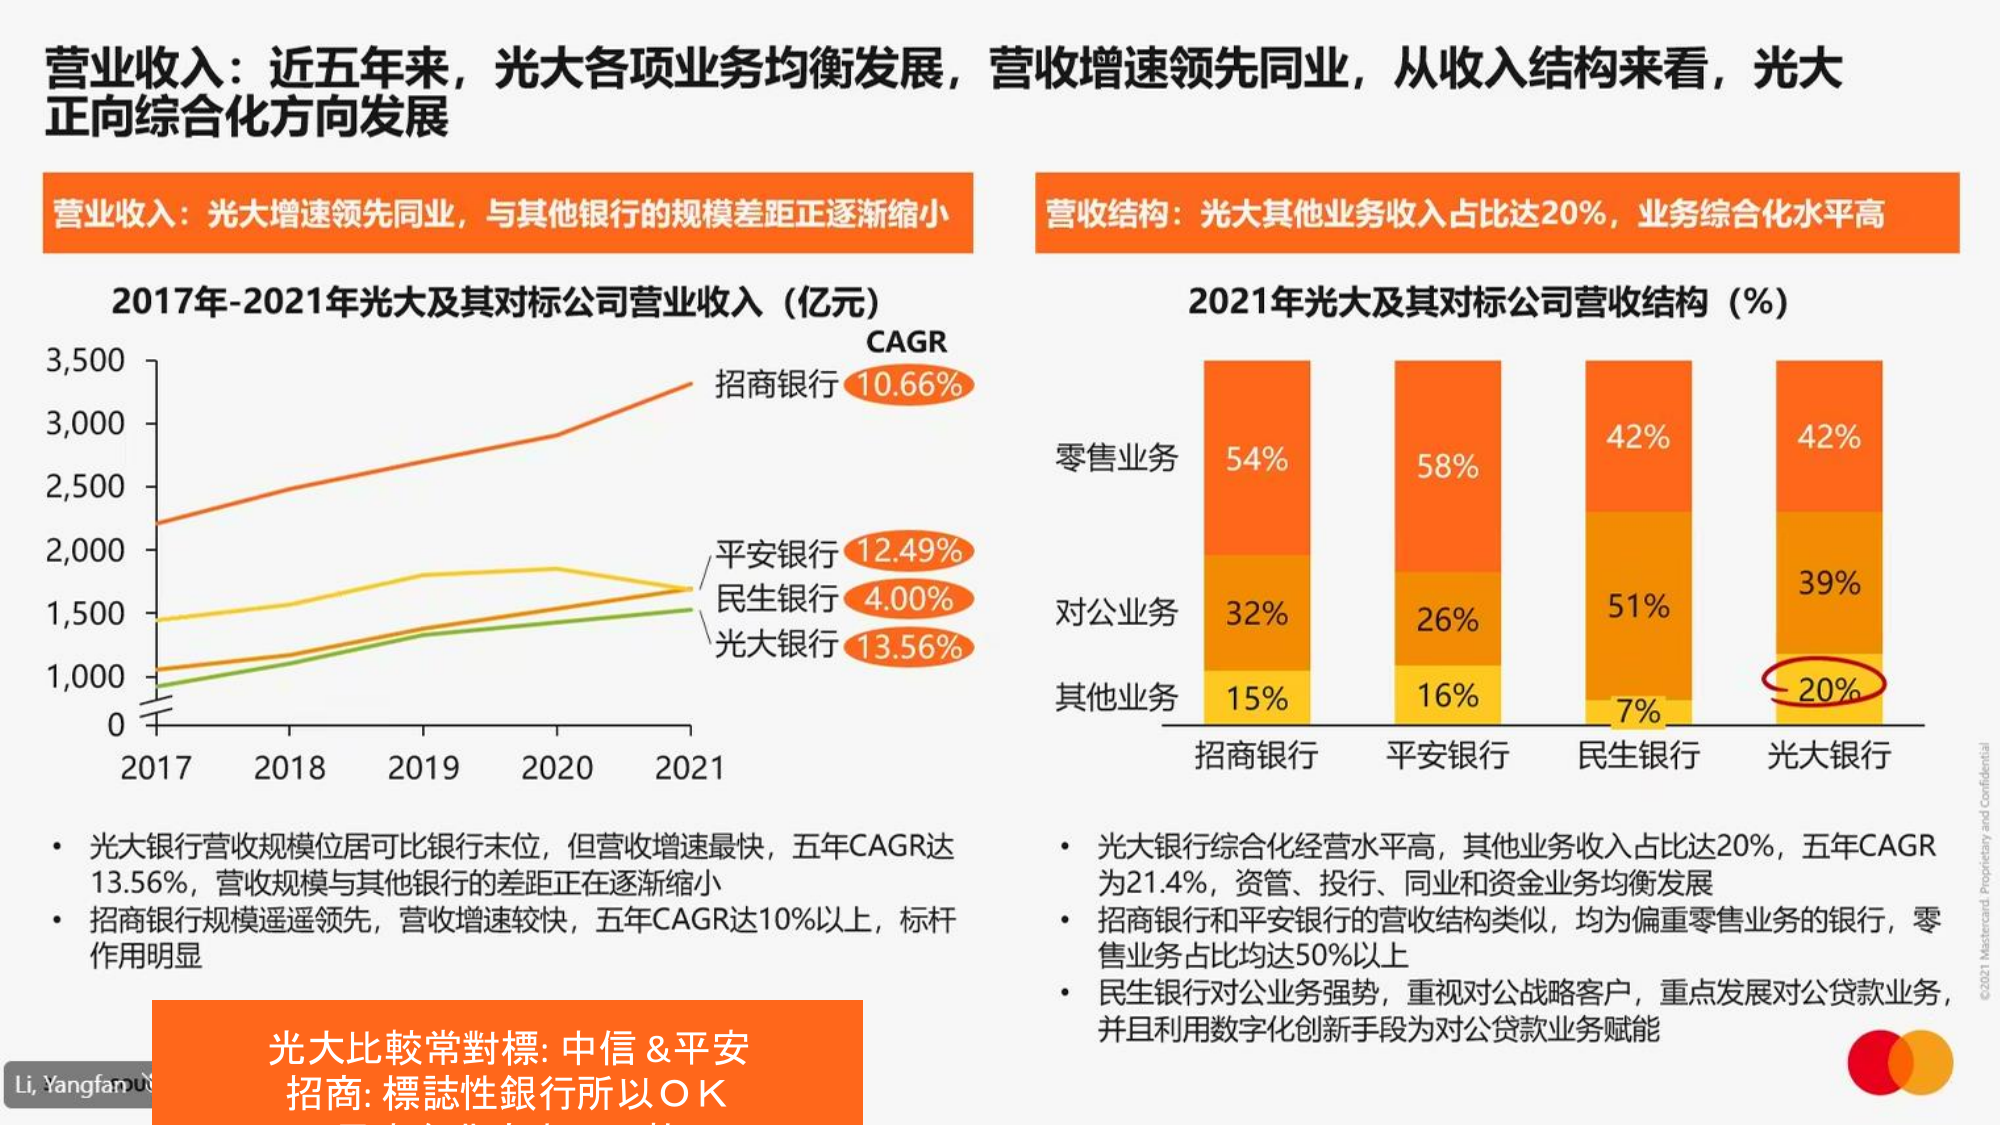 营业收入：近五年来，光大各项业务均衡发展，营收增速领先同业，从收入结构来看，光大
正向综合化方向发展
营业收入：光大增速领先同业，与其他银行的规模差距正逐渐缩小
2017年-2021年光大及其对标公司营业收入（亿元）
CAGR
3,500
3,000
2,500
2,000
1,500
1,000
0
招商银行 10.66%
平安银行 12.49%
民生银行 4.00%
光大银行 13.56%
2017 2018 2019 2020 2021
• 光大银行营收规模位居可比银行末位，但营收增速最快，五年CAGR达
13.56%，营收规模与其他银行的差距正在逐渐缩小
• 招商银行规模遥遥领先，营收增速较快，五年CAGR达10%以上，标杆
作用明显
营收结构：光大其他业务收入占比达20%，业务综合化水平高
2021年光大及其对标公司营收结构（%）
零售业务 54% 58% 42% 42%
对公业务 32% 26% 51% 39%
其他业务 15% 16% 7% 20%
招商银行 平安银行 民生银行 光大银行
• 光大银行综合化经营水平高，其他业务收入占比达20%，五年CAGR
为21.4%，资管、投行、同业和资金业务均衡发展
• 招商银行和平安银行的营收结构类似，均为偏重零售业务的银行，零
售业务占比均达50%以上
• 民生银行对公业务强势，重视对公战略客户，重点发展对公贷款业务，
并且利用数字化创新手段为对公贷款业务赋能
©2021 Mastercard. Proprietary and Confidential
光大比較常對標: 中信 &平安
招商: 標誌性銀行所以ＯＫ
Li, Yangfan